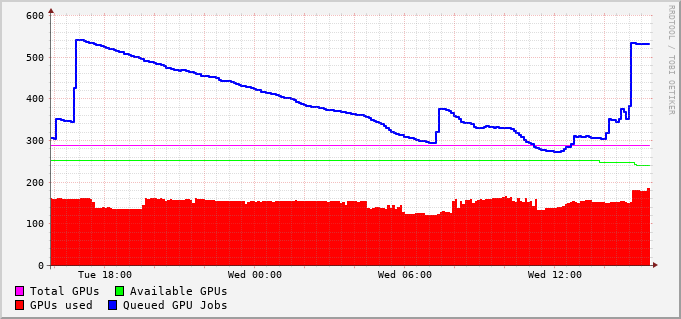 RRDTOOL / TOBI OETIKER
600
500
400
300
200
100
0
Tue 18:00 Wed 00:00 Wed 06:00 Wed 12:00
Total GPUs Available GPUs
GPUs used Queued GPU Jobs